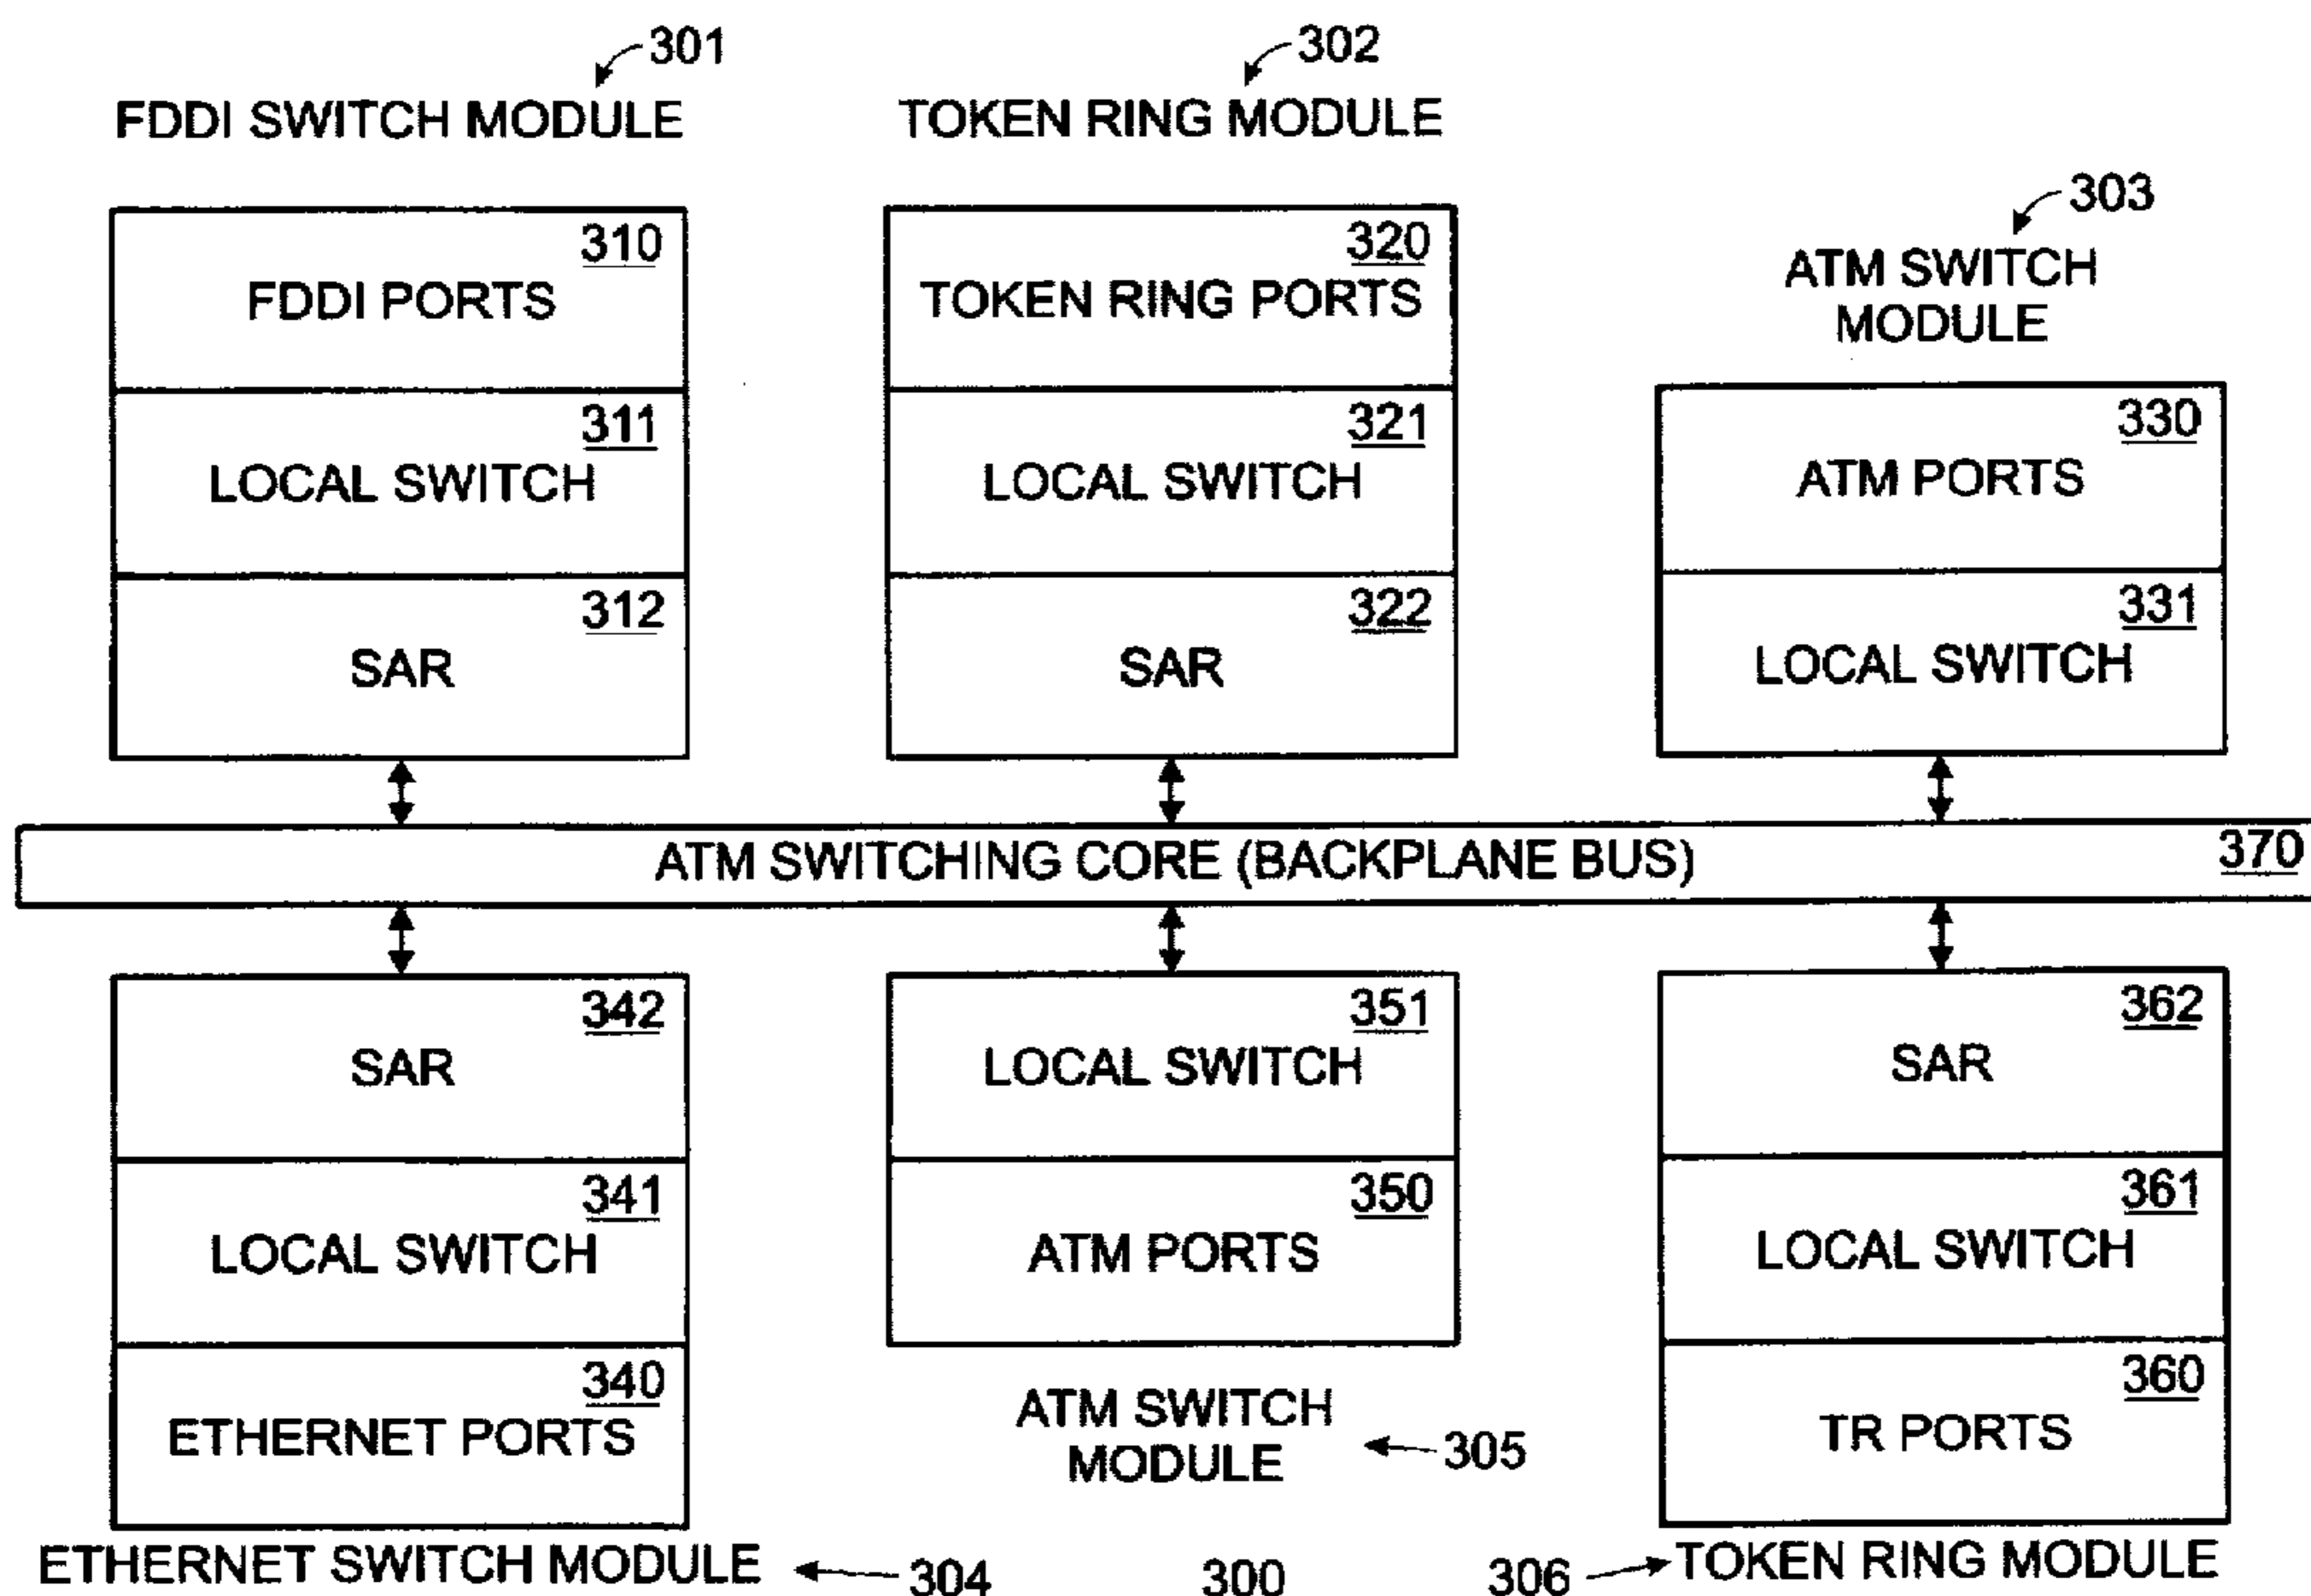 301
FDDI SWITCH MODULE
302
TOKEN RING MODULE
303
ATM SWITCH
MODULE
310
FDDI PORTS
311
LOCAL SWITCH
312
SAR
320
TOKEN RING PORTS
321
LOCAL SWITCH
322
SAR
330
ATM PORTS
331
LOCAL SWITCH
ATM SWITCHING CORE (BACKPLANE BUS)
370
342
SAR
341
LOCAL SWITCH
340
ETHERNET PORTS
ETHERNET SWITCH MODULE
304
351
LOCAL SWITCH
350
ATM PORTS
ATM SWITCH
MODULE
305
300
362
SAR
361
LOCAL SWITCH
360
TR PORTS
306
TOKEN RING MODULE